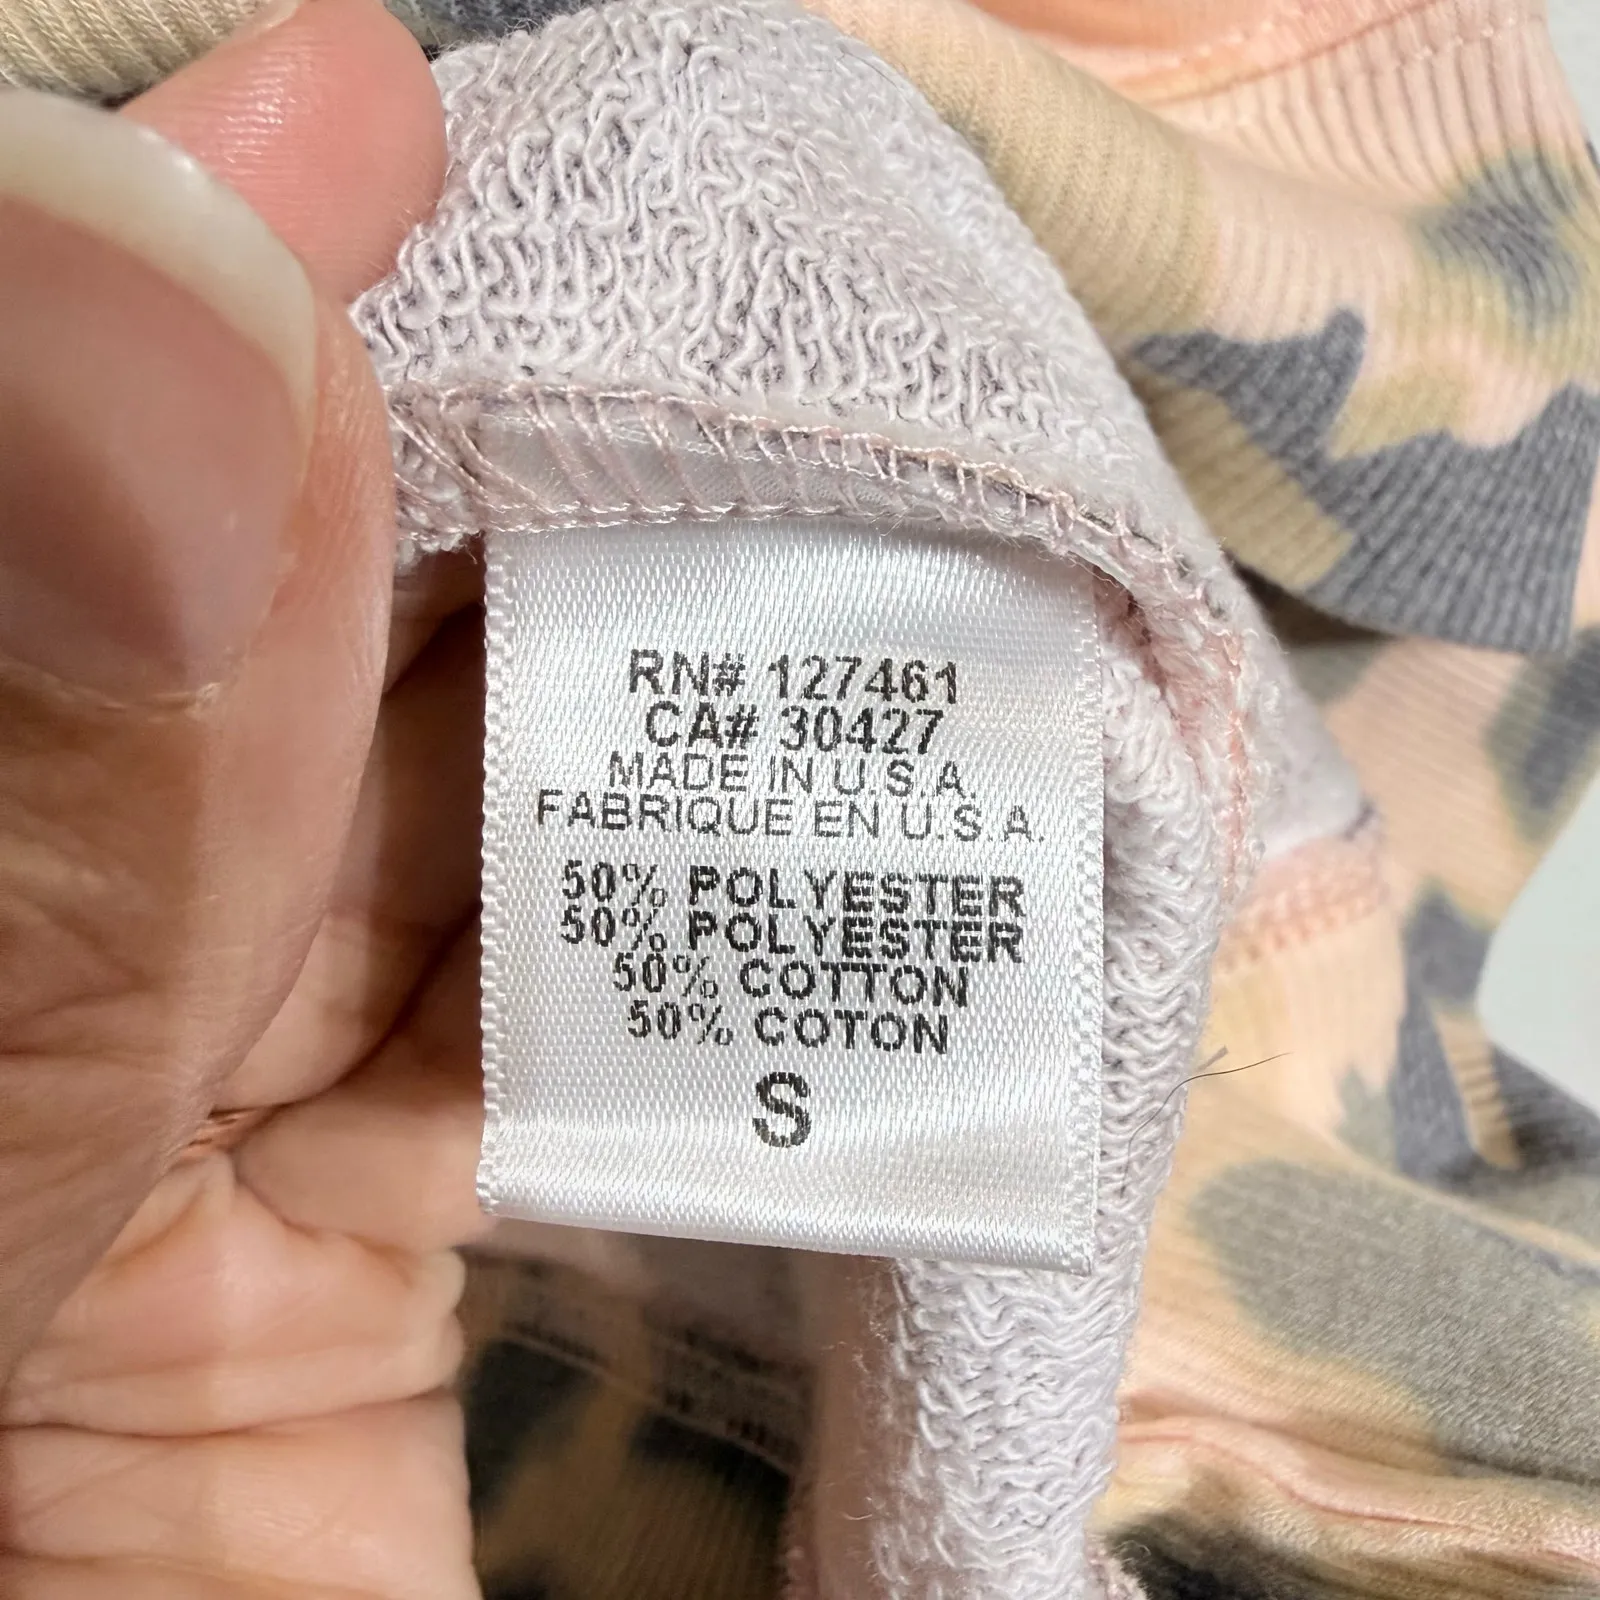 RN# 127461
CA# 30427
MADE IN U.S.A.
FABRIQUE EN U.S.A.
50% POLYESTER
50% POLYESTER
50% COTTON
50% COTON
S